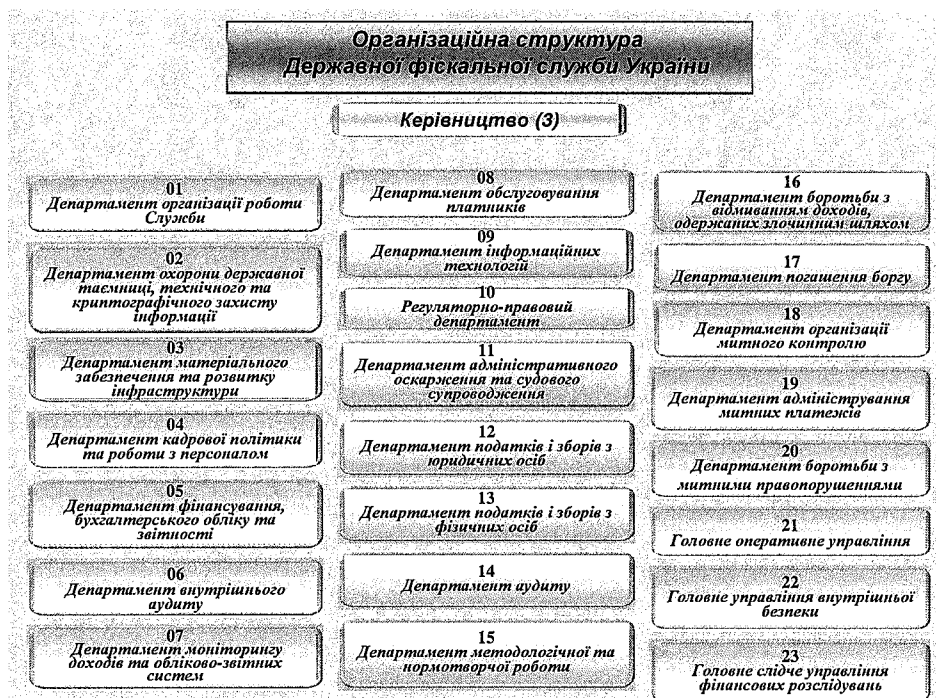 Організаційна структура
Державної фіскальної служби України
Керівництво (3)
01
Департамент організації роботи
Служби
02
Департамент охорони державної
таємниці, технічного та
криптографічного захисту
інформації
03
Департамент матеріального
забезпечення та розвитку
інфраструктури
04
Департамент кадрової політики
та роботи з персоналом
05
Департамент фінансування,
бухгалтерського обліку та
звітності
06
Департамент внутрішнього
аудиту
07
Департамент моніторингу
доходів та обліково-звітних
систем
08
Департамент обслуговування
платників
09
Департамент інформаційних
технологій
10
Регуляторно-правовий
департамент
11
Департамент адміністративного
оскарження та судового
супроводження
12
Департамент податків і зборів з
юридичних осіб
13
Департамент податків і зборів з
фізичних осіб
14
Департамент аудиту
15
Департамент методологічної та
нормотворчої роботи
16
Департамент боротьби з
відмиванням доходів,
одержаних злочинним шляхом
17
Департамент погашення боргу
18
Департамент організації
митного контролю
19
Департамент адміністрування
митних платежів
20
Департамент боротьби з
митними правопорушеннями
21
Головне оперативне управління
22
Головне управління внутрішньої
безпеки
23
Головне слідче управління
фінансових розслідувань